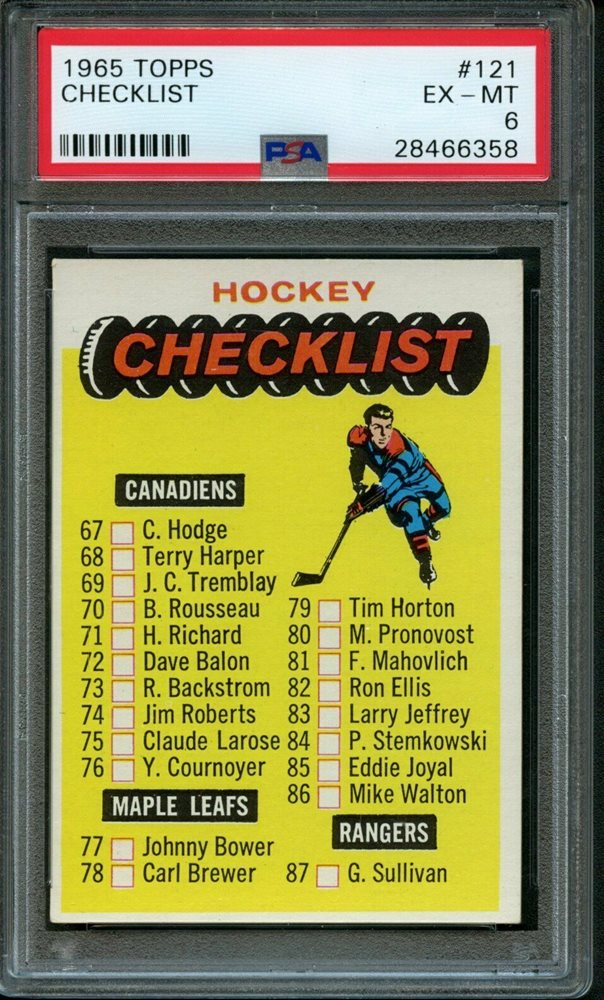 1965 TOPPS #121
CHECKLIST EX - MT
6
PSA 28466358
HOCKEY
CHECKLIST
CANADIENS
67 C. Hodge
68 Terry Harper
69 J. C. Tremblay
70 B. Rousseau
71 H. Richard
72 Dave Balon
73 R. Backstrom
74 Jim Roberts
75 Claude Larose
76 Y. Cournoyer
MAPLE LEAFS
77 Johnny Bower
78 Carl Brewer
79 Tim Horton
80 M. Pronovost
81 F. Mahovlich
82 Ron Ellis
83 Larry Jeffrey
84 P. Stemkowski
85 Eddie Joyal
86 Mike Walton
RANGERS
87 G. Sullivan